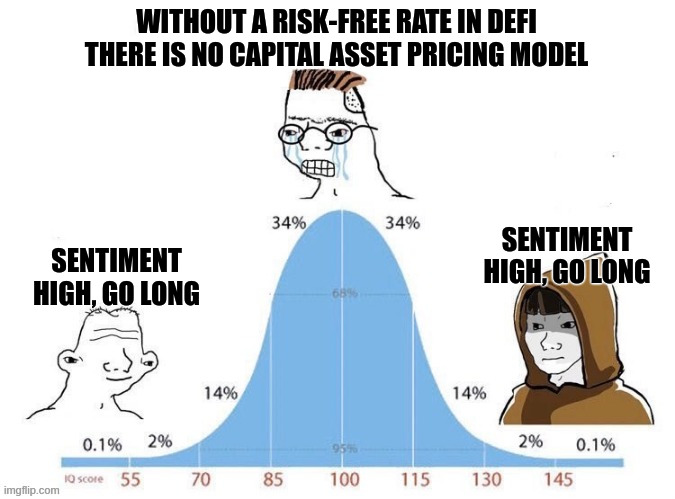 WITHOUT A RISK-FREE RATE IN DEFI
THERE IS NO CAPITAL ASSET PRICING MODEL
SENTIMENT
HIGH, GO LONG
SENTIMENT
HIGH, GO LONG
34% 34%
68%
14% 14%
0.1% 2% 95% 2% 0.1%
IQ score 55 70 85 100 115 130 145
imgflip.com